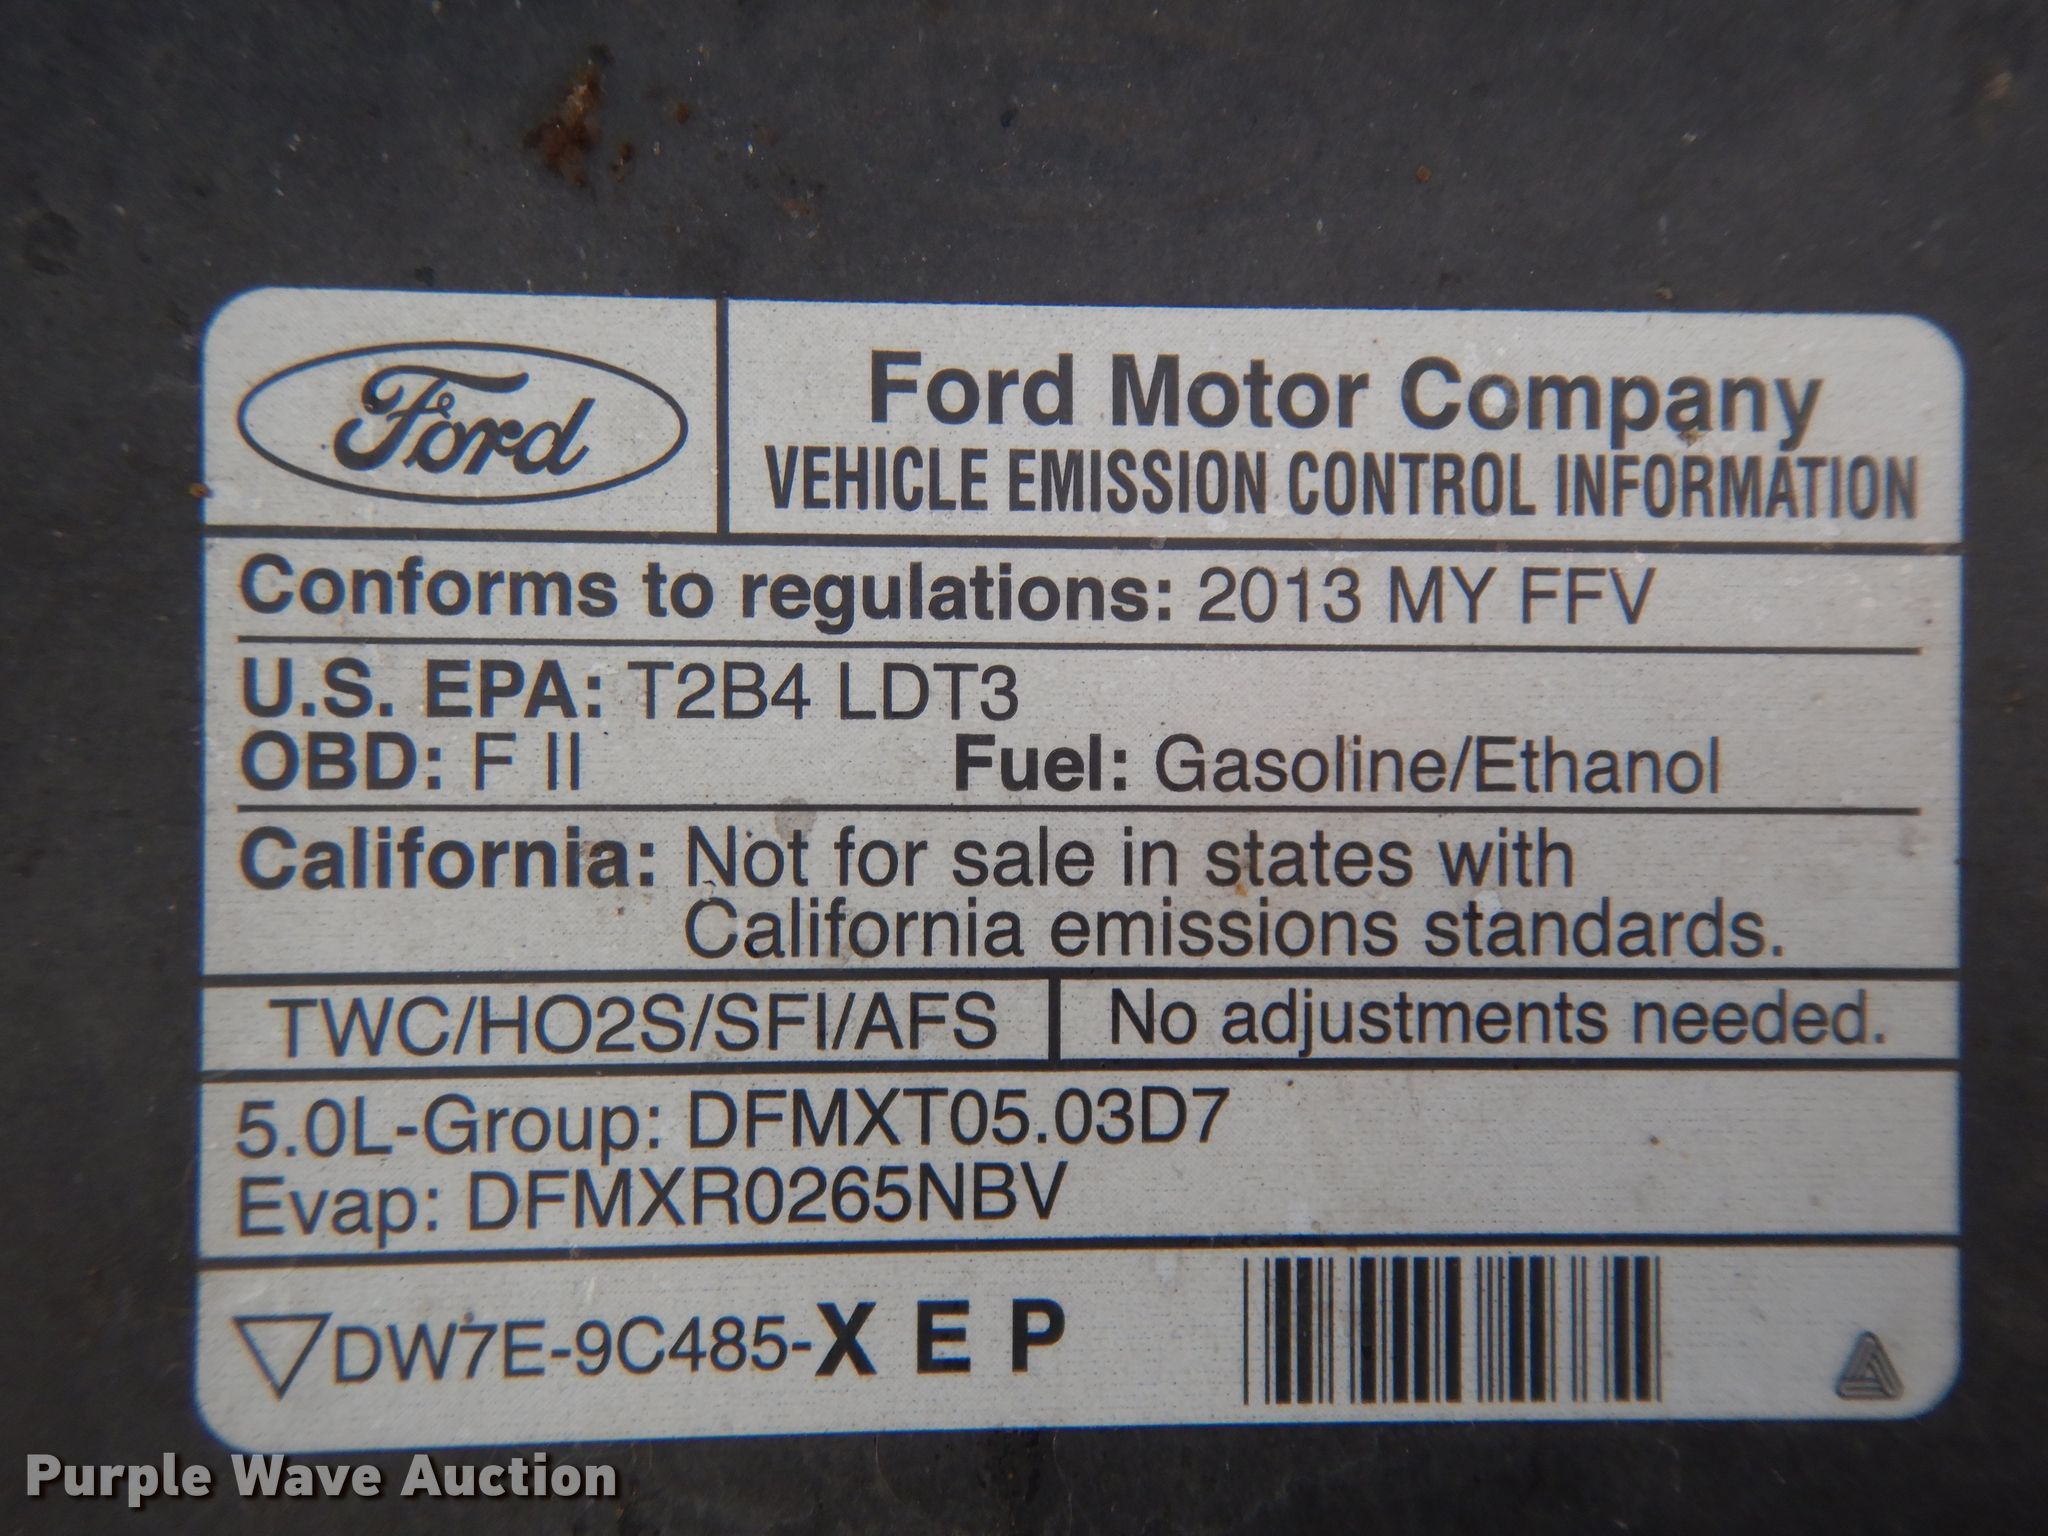 Ford
Ford Motor Company
VEHICLE EMISSION CONTROL INFORMATION
Conforms to regulations: 2013 MY FFV
U.S. EPA: T2B4 LDT3
OBD: F II Fuel: Gasoline/Ethanol
California: Not for sale in states with
California emissions standards.
TWC/HO2S/SFI/AFS No adjustments needed.
5.0L-Group: DFMXT05.03D7
Evap: DFMXR0265NBV
DW7E-9C485-X E P
Purple Wave Auction